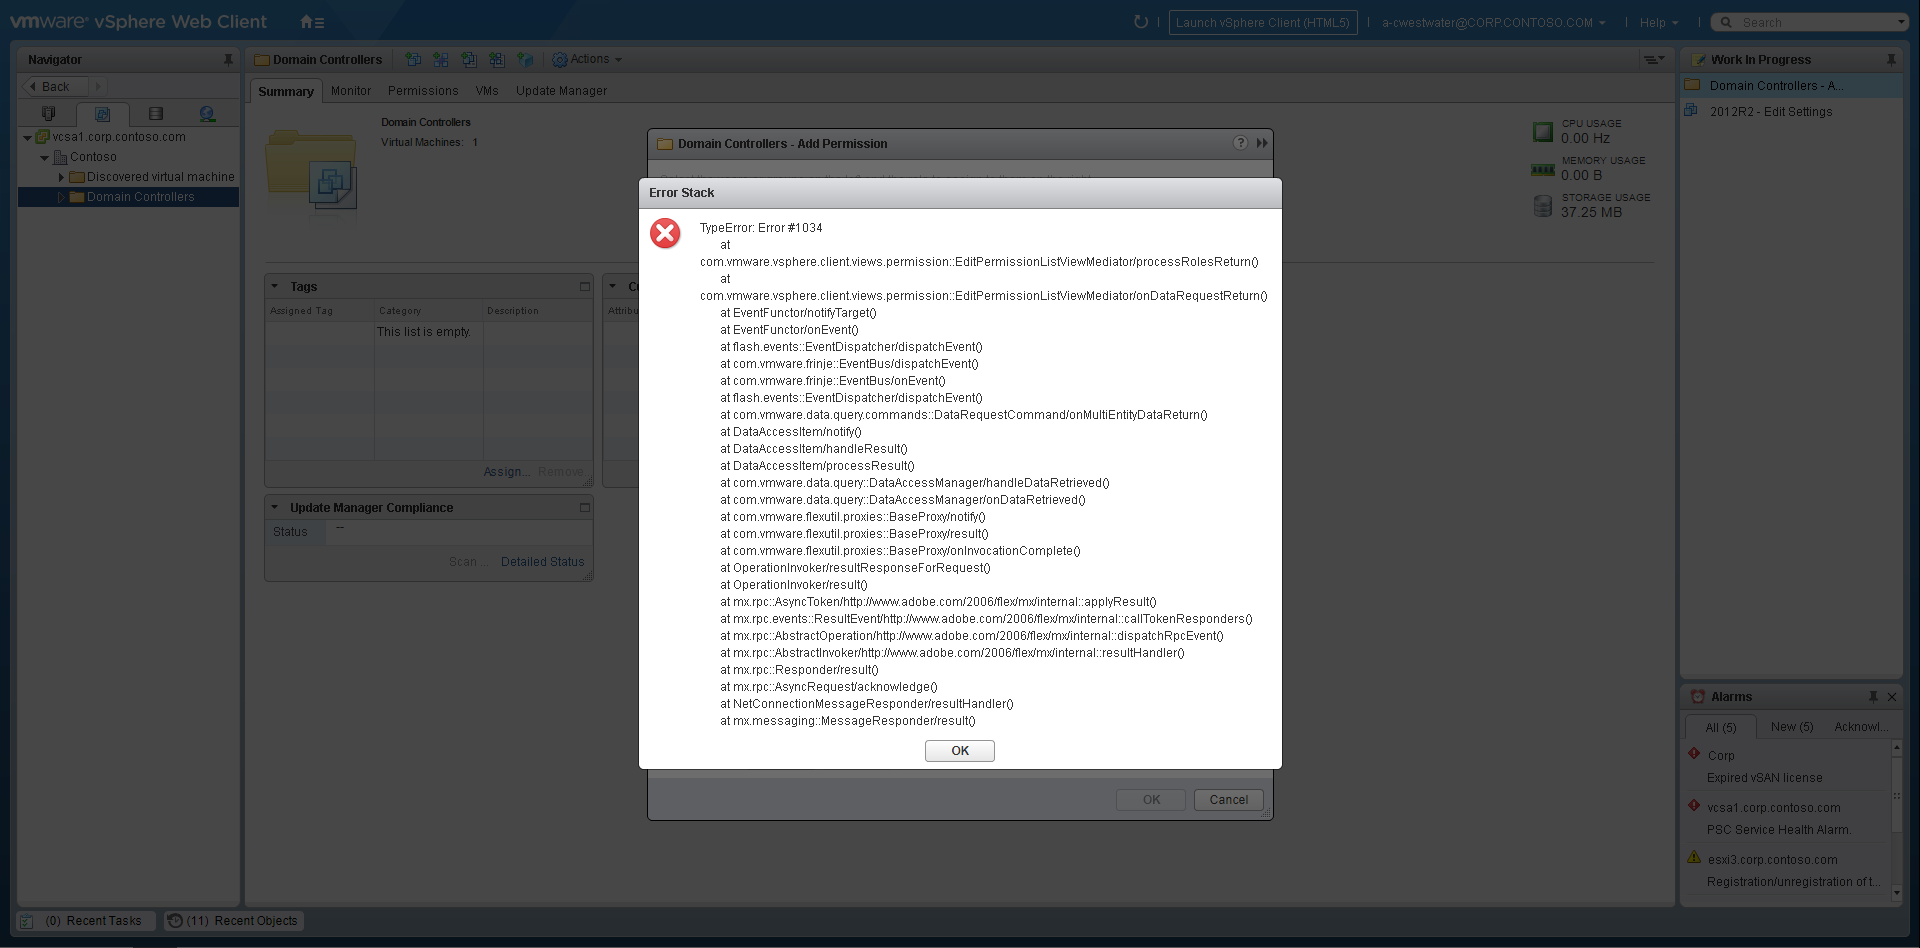 vmware® vSphere Web Client
Launch vSphere Client (HTML5)
a-cwestwater@CORP.CONTOSO.COM
Help
Search
Navigator
Back
vcsa1.corp.contoso.com
Contoso
Discovered virtual machine
Domain Controllers
Domain Controllers
Actions
Summary
Monitor
Permissions
VMs
Update Manager
Domain Controllers
Virtual Machines: 1
CPU USAGE
0.00 Hz
MEMORY USAGE
0.00 B
STORAGE USAGE
37.25 MB
Tags
Assigned Tag
Category
Description
This list is empty.
Assign...
Remove...
Attribu
Update Manager Compliance
Status
--
Scan ...
Detailed Status
Domain Controllers - Add Permission
?
Error Stack
TypeError: Error #1034
at
com.vmware.vsphere.client.views.permission::EditPermissionListViewMediator/processRolesReturn()
at
com.vmware.vsphere.client.views.permission::EditPermissionListViewMediator/onDataRequestReturn()
at EventFunctor/notifyTarget()
at EventFunctor/onEvent()
at flash.events::EventDispatcher/dispatchEvent()
at com.vmware.frinje::EventBus/dispatchEvent()
at com.vmware.frinje::EventBus/onEvent()
at flash.events::EventDispatcher/dispatchEvent()
at com.vmware.data.query.commands::DataRequestCommand/onMultiEntityDataReturn()
at DataAccessItem/notify()
at DataAccessItem/handleResult()
at DataAccessItem/processResult()
at com.vmware.data.query::DataAccessManager/handleDataRetrieved()
at com.vmware.data.query::DataAccessManager/onDataRetrieved()
at com.vmware.flexutil.proxies::BaseProxy/notify()
at com.vmware.flexutil.proxies::BaseProxy/result()
at com.vmware.flexutil.proxies::BaseProxy/onInvocationComplete()
at OperationInvoker/resultResponseForRequest()
at OperationInvoker/result()
at mx.rpc::AsyncToken/http://www.adobe.com/2006/flex/mx/internal::applyResult()
at mx.rpc.events::ResultEvent/http://www.adobe.com/2006/flex/mx/internal::callTokenResponders()
at mx.rpc::AbstractOperation/http://www.adobe.com/2006/flex/mx/internal::dispatchRpcEvent()
at mx.rpc::AbstractInvoker/http://www.adobe.com/2006/flex/mx/internal::resultHandler()
at mx.rpc::Responder/result()
at mx.rpc::AsyncRequest/acknowledge()
at NetConnectionMessageResponder/resultHandler()
at mx.messaging::MessageResponder/result()
OK
OK
Cancel
Work In Progress
Domain Controllers - A...
2012R2 - Edit Settings
Alarms
All (5)
New (5)
Acknowl...
Corp
Expired vSAN license
vcsa1.corp.contoso.com
PSC Service Health Alarm.
esxi3.corp.contoso.com
Registration/unregistration of t...
(0) Recent Tasks
(11) Recent Objects